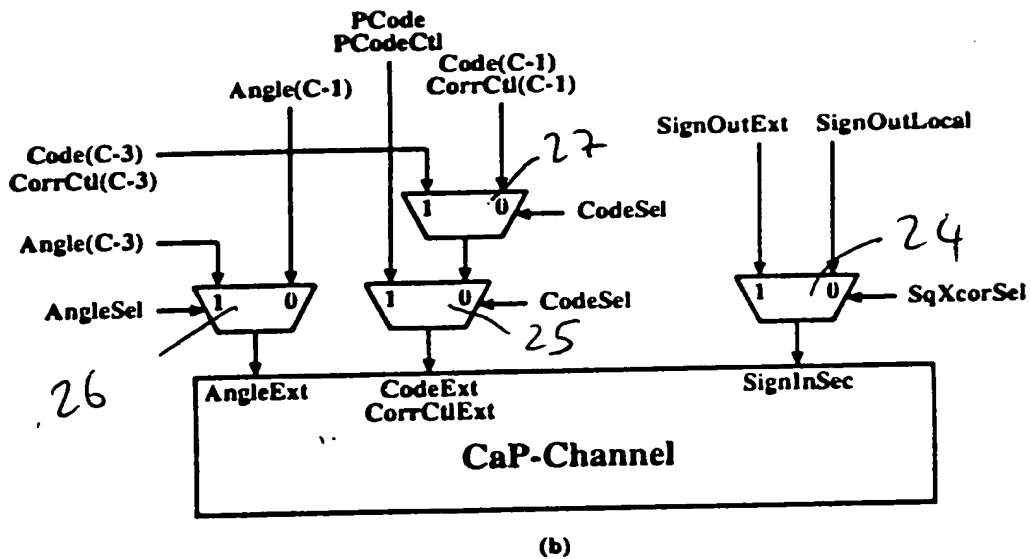 PCode
PCodeCtl
Code(C-1)
CorrCtl(C-1)
Angle(C-1)
SignOutExt
SignOutLocal
Code(C-3)
CorrCtl(C-3)
27
1
0
CodeSel
Angle(C-3)
24
1
0
AngleSel
1
0
CodeSel
1
0
SqXcorSel
26
25
AngleExt
CodeExt
CorrCtlExt
SignInSec
CaP-Channel
(b)